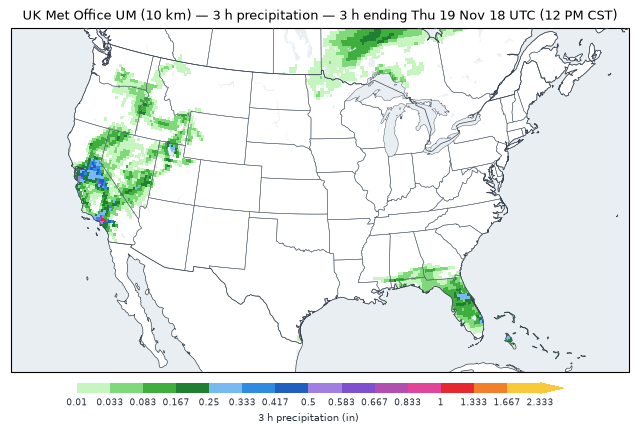 UK Met Office UM (10 km) — 3 h precipitation — 3 h ending Thu 19 Nov 18 UTC (12 PM CST)
0.01 0.033 0.083 0.167 0.25 0.333 0.417 0.5 0.583 0.667 0.833 1 1.333 1.667 2.333
3 h precipitation (in)